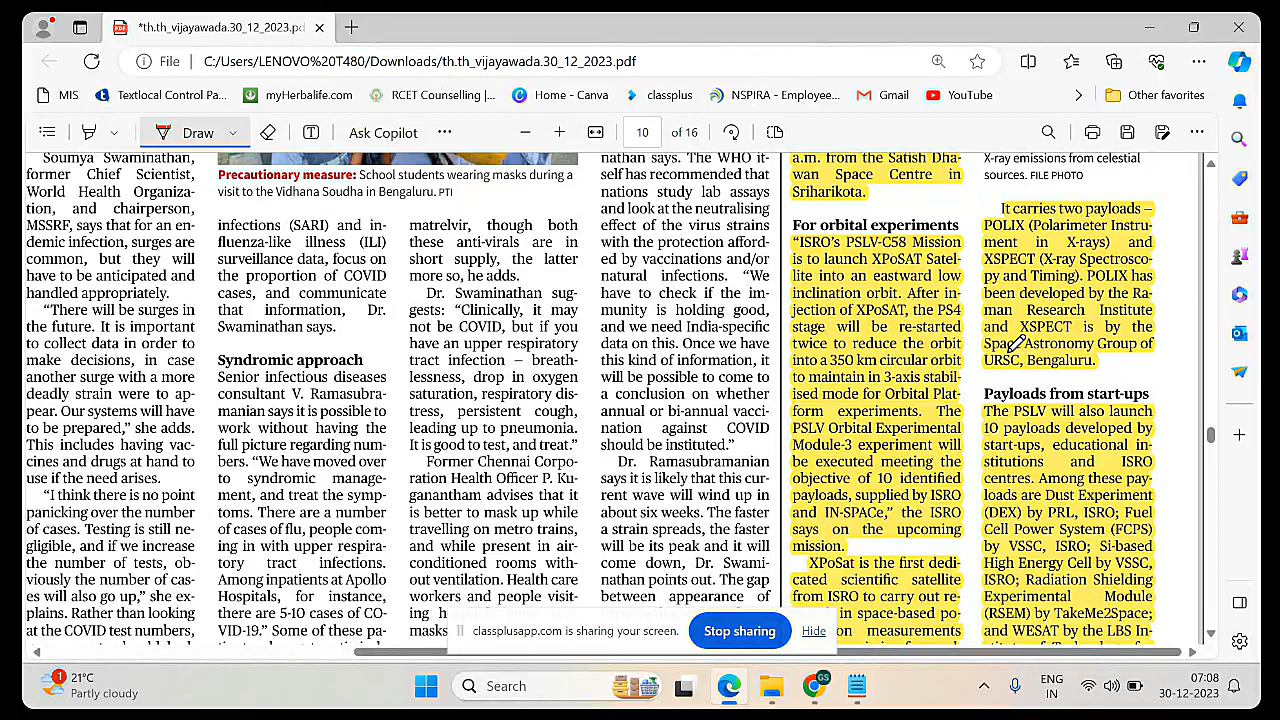 *th.th_vijayawada.30_12_2023.pd
File
C:/Users/LENOVO%20T480/Downloads/th.th_vijayawada.30_12_2023.pdf
MIS
Textlocal Control Pa...
myHerbalife.com
RCET Counselling |...
Home - Canva
classplus
NSPIRA - Employee...
Gmail
YouTube
Other favorites
Draw
Ask Copilot
10
of 16
Soumya Swaminathan,
former Chief Scientist,
World Health Organiza-
tion, and chairperson,
MSSRF, says that for an en-
demic infection, surges are
common, but they will
have to be anticipated and
handled appropriately.
“There will be surges in
the future. It is important
to collect data in order to
make decisions, in case
another surge with a more
deadly strain were to ap-
pear. Our systems will have
to be prepared,” she adds.
This includes having vac-
cines and drugs at hand to
use if the need arises.
“I think there is no point
panicking over the number
of cases. Testing is still ne-
gligible, and if we increase
the number of tests, ob-
viously the number of cas-
es will also go up,” she ex-
plains. Rather than looking
at the COVID test numbers,
Precautionary measure: School students wearing masks during a
visit to the Vidhana Soudha in Bengaluru. PTI
infections (SARI) and in-
fluenza-like illness (ILI)
surveillance data, focus on
the proportion of COVID
cases, and communicate
that information, Dr.
Swaminathan says.
Syndromic approach
Senior infectious diseases
consultant V. Ramasubra-
manian says it is possible to
work without having the
full picture regarding num-
bers. “We have moved over
to syndromic manage-
ment, and treat the symp-
toms. There are a number
of cases of flu, people com-
ing in with upper respira-
tory tract infections.
Among inpatients at Apollo
Hospitals, for instance,
there are 5-10 cases of CO-
VID-19.” Some of these pa-
matrelvir, though both
these anti-virals are in
short supply, the latter
more so, he adds.
Dr. Swaminathan sug-
gests: “Clinically, it may
not be COVID, but if you
have an upper respiratory
tract infection – breath-
lessness, drop in oxygen
saturation, respiratory dis-
tress, persistent cough,
leading up to pneumonia.
It is good to test, and treat.”
Former Chennai Corpo-
ration Health Officer P. Ku-
ganantham advises that it
is better to mask up while
travelling on metro trains,
and while present in air-
conditioned rooms with-
out ventilation. Health care
workers and people visit-
ing
masks
nathan says. The WHO it-
self has recommended that
nations study lab assays
and look at the neutralising
effect of the virus strains
with the protection afford-
ed by vaccinations and/or
natural infections. “We
have to check if the im-
munity is holding good,
and we need India-specific
data on this. Once we have
this kind of information, it
will be possible to come to
a conclusion on whether
annual or bi-annual vacci-
nation against COVID
should be instituted.”
Dr. Ramasubramanian
says it is likely that this cur-
rent wave will wind up in
about six weeks. The faster
a strain spreads, the faster
will be its peak and it will
come down, Dr. Swami-
nathan points out. The gap
between appearance of
a.m. from the Satish Dha-
wan Space Centre in
Sriharikota.
For orbital experiments
“ISRO’s PSLV-C58 Mission
is to launch XPoSAT Satel-
lite into an eastward low
inclination orbit. After in-
jection of XPoSAT, the PS4
stage will be re-started
twice to reduce the orbit
into a 350 km circular orbit
to maintain in 3-axis stabil-
ised mode for Orbital Plat-
form experiments. The
PSLV Orbital Experimental
Module-3 experiment will
be executed meeting the
objective of 10 identified
payloads, supplied by ISRO
and IN-SPACe,” the ISRO
says on the upcoming
mission.
XPoSat is the first dedi-
cated scientific satellite
from ISRO to carry out re-
in space-based po-
on measurements
X-ray emissions from celestial
sources. FILE PHOTO
It carries two payloads –
POLIX (Polarimeter Instru-
ment in X-rays) and
XSPECT (X-ray Spectrosco-
py and Timing). POLIX has
been developed by the Ra-
man Research Institute
and XSPECT is by the
Space Astronomy Group of
URSC, Bengaluru.
Payloads from start-ups
The PSLV will also launch
10 payloads developed by
start-ups, educational in-
stitutions and ISRO
centres. Among these pay-
loads are Dust Experiment
(DEX) by PRL, ISRO; Fuel
Cell Power System (FCPS)
by VSSC, ISRO; Si-based
High Energy Cell by VSSC,
ISRO; Radiation Shielding
Experimental Module
(RSEM) by TakeMe2Space;
and WESAT by the LBS In-
classplusapp.com is sharing your screen.
Stop sharing
Hide
1
21°C
Partly cloudy
Search
GS
ENG
IN
07:08
30-12-2023